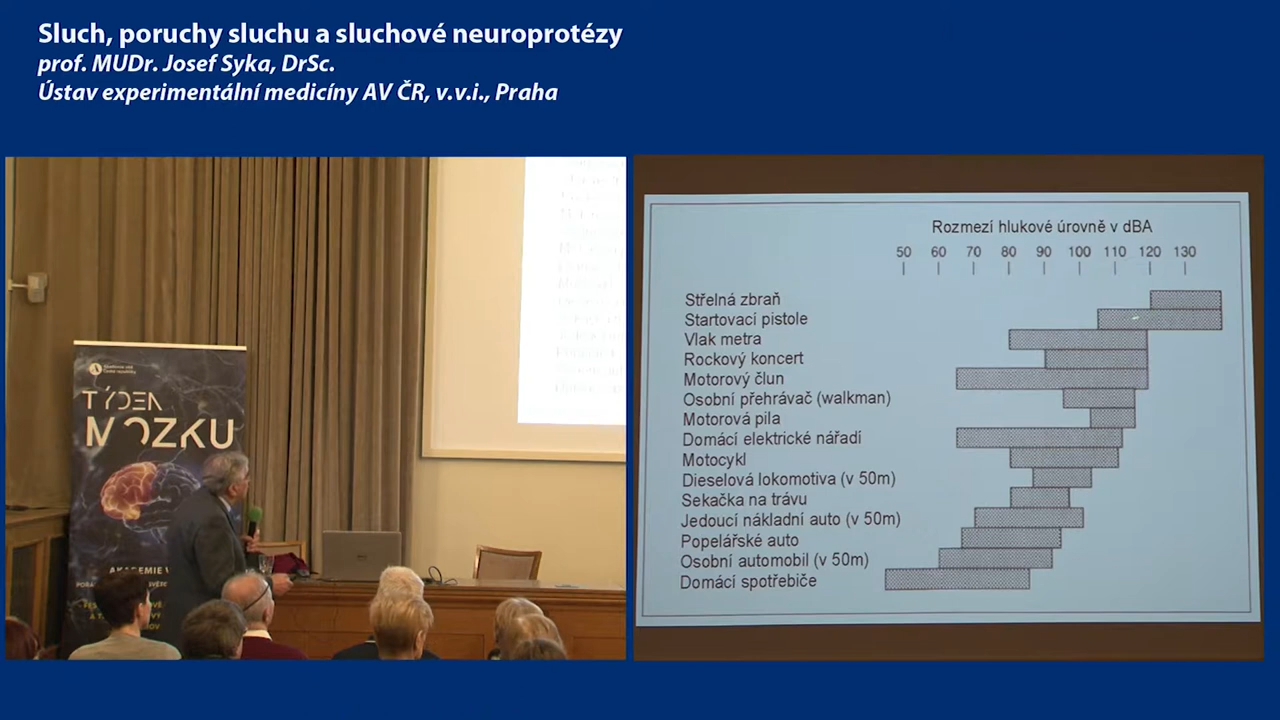 Sluch, poruchy sluchu a sluchové neuroprotézy
prof. MUDr. Josef Syka, DrSc.
Ústav experimentální medicíny AV ČR, v.v.i., Praha
TÝDEN
MOZKU
AKADEMIE
Rozmezí hlukové úrovně v dBA
50 60 70 80 90 100 110 120 130
Střelná zbraň
Startovací pistole
Vlak metra
Rockový koncert
Motorový člun
Osobní přehrávač (walkman)
Motorová pila
Domácí elektrické nářadí
Motocykl
Dieselová lokomotiva (v 50m)
Sekačka na trávu
Jedoucí nákladní auto (v 50m)
Popelářské auto
Osobní automobil (v 50m)
Domácí spotřebiče